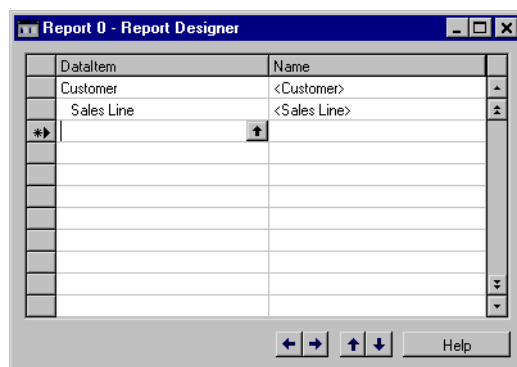 Report 0 - Report Designer
DataItem Name
Customer <Customer>
Sales Line <Sales Line>
Help